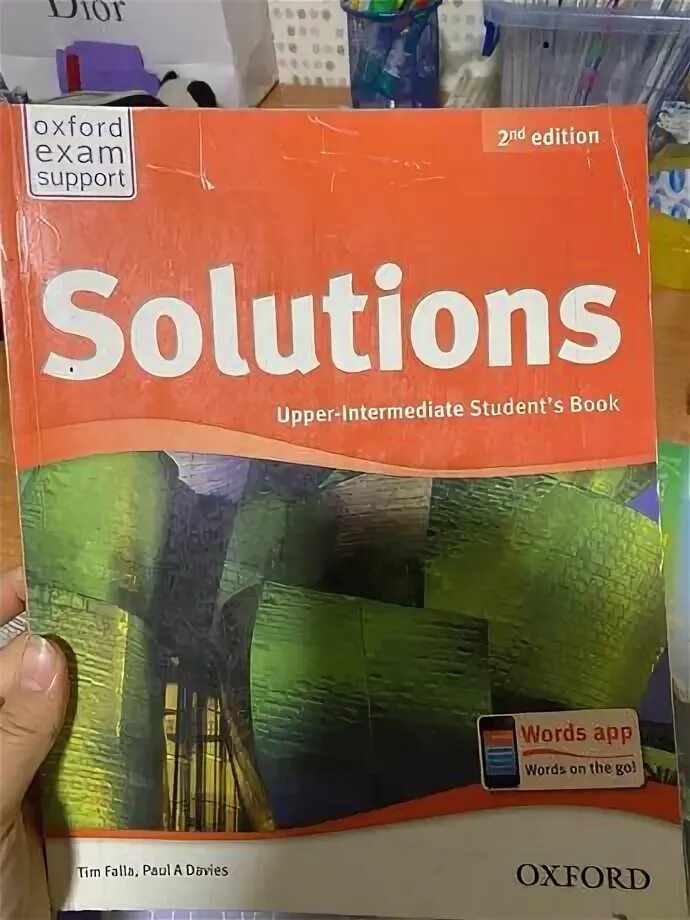 Dior
oxford
exam
support
2nd edition
Solutions
Upper-Intermediate Student's Book
Words app
Words on the go!
Tim Falla, Paul A Davies
OXFORD